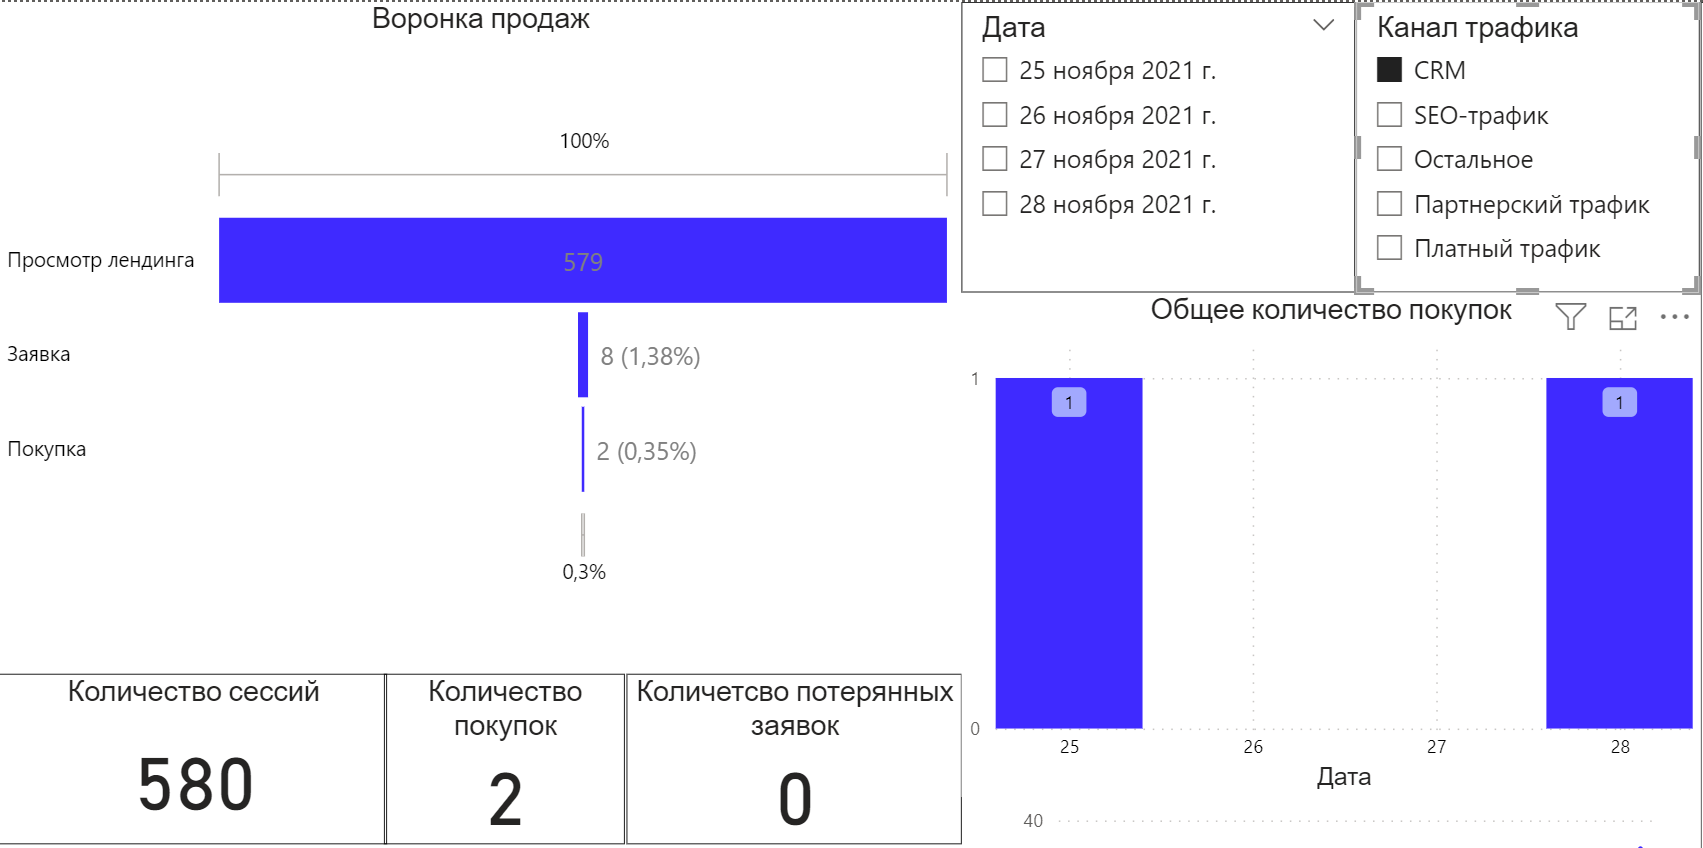 Воронка продаж
100%
Просмотр лендинга
579
Заявка
8 (1,38%)
Покупка
2 (0,35%)
0,3%
Количество сессий
580
Количество
покупок
2
Количетсво потерянных
заявок
0
Дата
25 ноября 2021 г.
26 ноября 2021 г.
27 ноября 2021 г.
28 ноября 2021 г.
Канал трафика
CRM
SEO-трафик
Остальное
Партнерский трафик
Платный трафик
Общее количество покупок
1
1
1
0
25
26
27
28
Дата
40